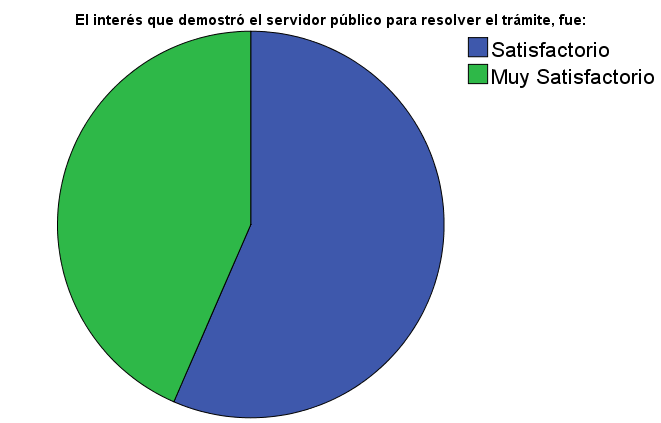 El interés que demostró el servidor público para resolver el trámite, fue:
Satisfactorio
Muy Satisfactorio